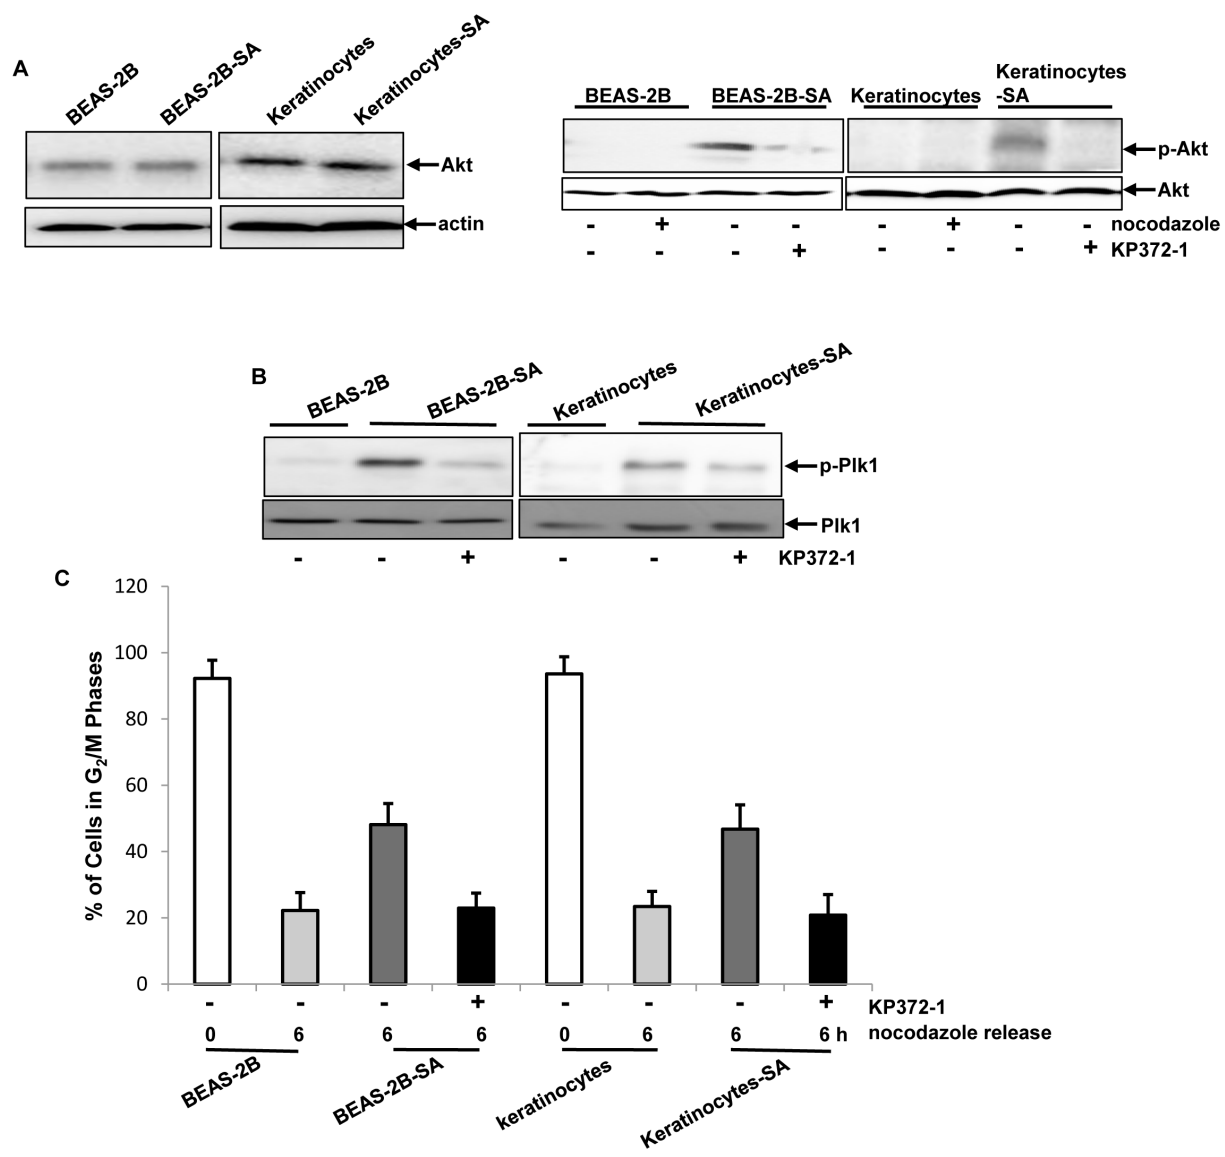 A
BEAS-2B
BEAS-2B-SA
Keratinocytes
Keratinocytes-SA
Akt
actin
BEAS-2B
BEAS-2B-SA
Keratinocytes
Keratinocytes
-SA
p-Akt
Akt
- + - - - + - - nocodazole
- - - + - - - + KP372-1
B
BEAS-2B
BEAS-2B-SA
Keratinocytes
Keratinocytes-SA
p-Plk1
Plk1
- - + - - + KP372-1
C
% of Cells in G2/M Phases
120
100
80
60
40
20
0
- - - + - - - + KP372-1
0 6 6 6 0 6 6 6 h nocodazole release
BEAS-2B
BEAS-2B-SA
keratinocytes
Keratinocytes-SA